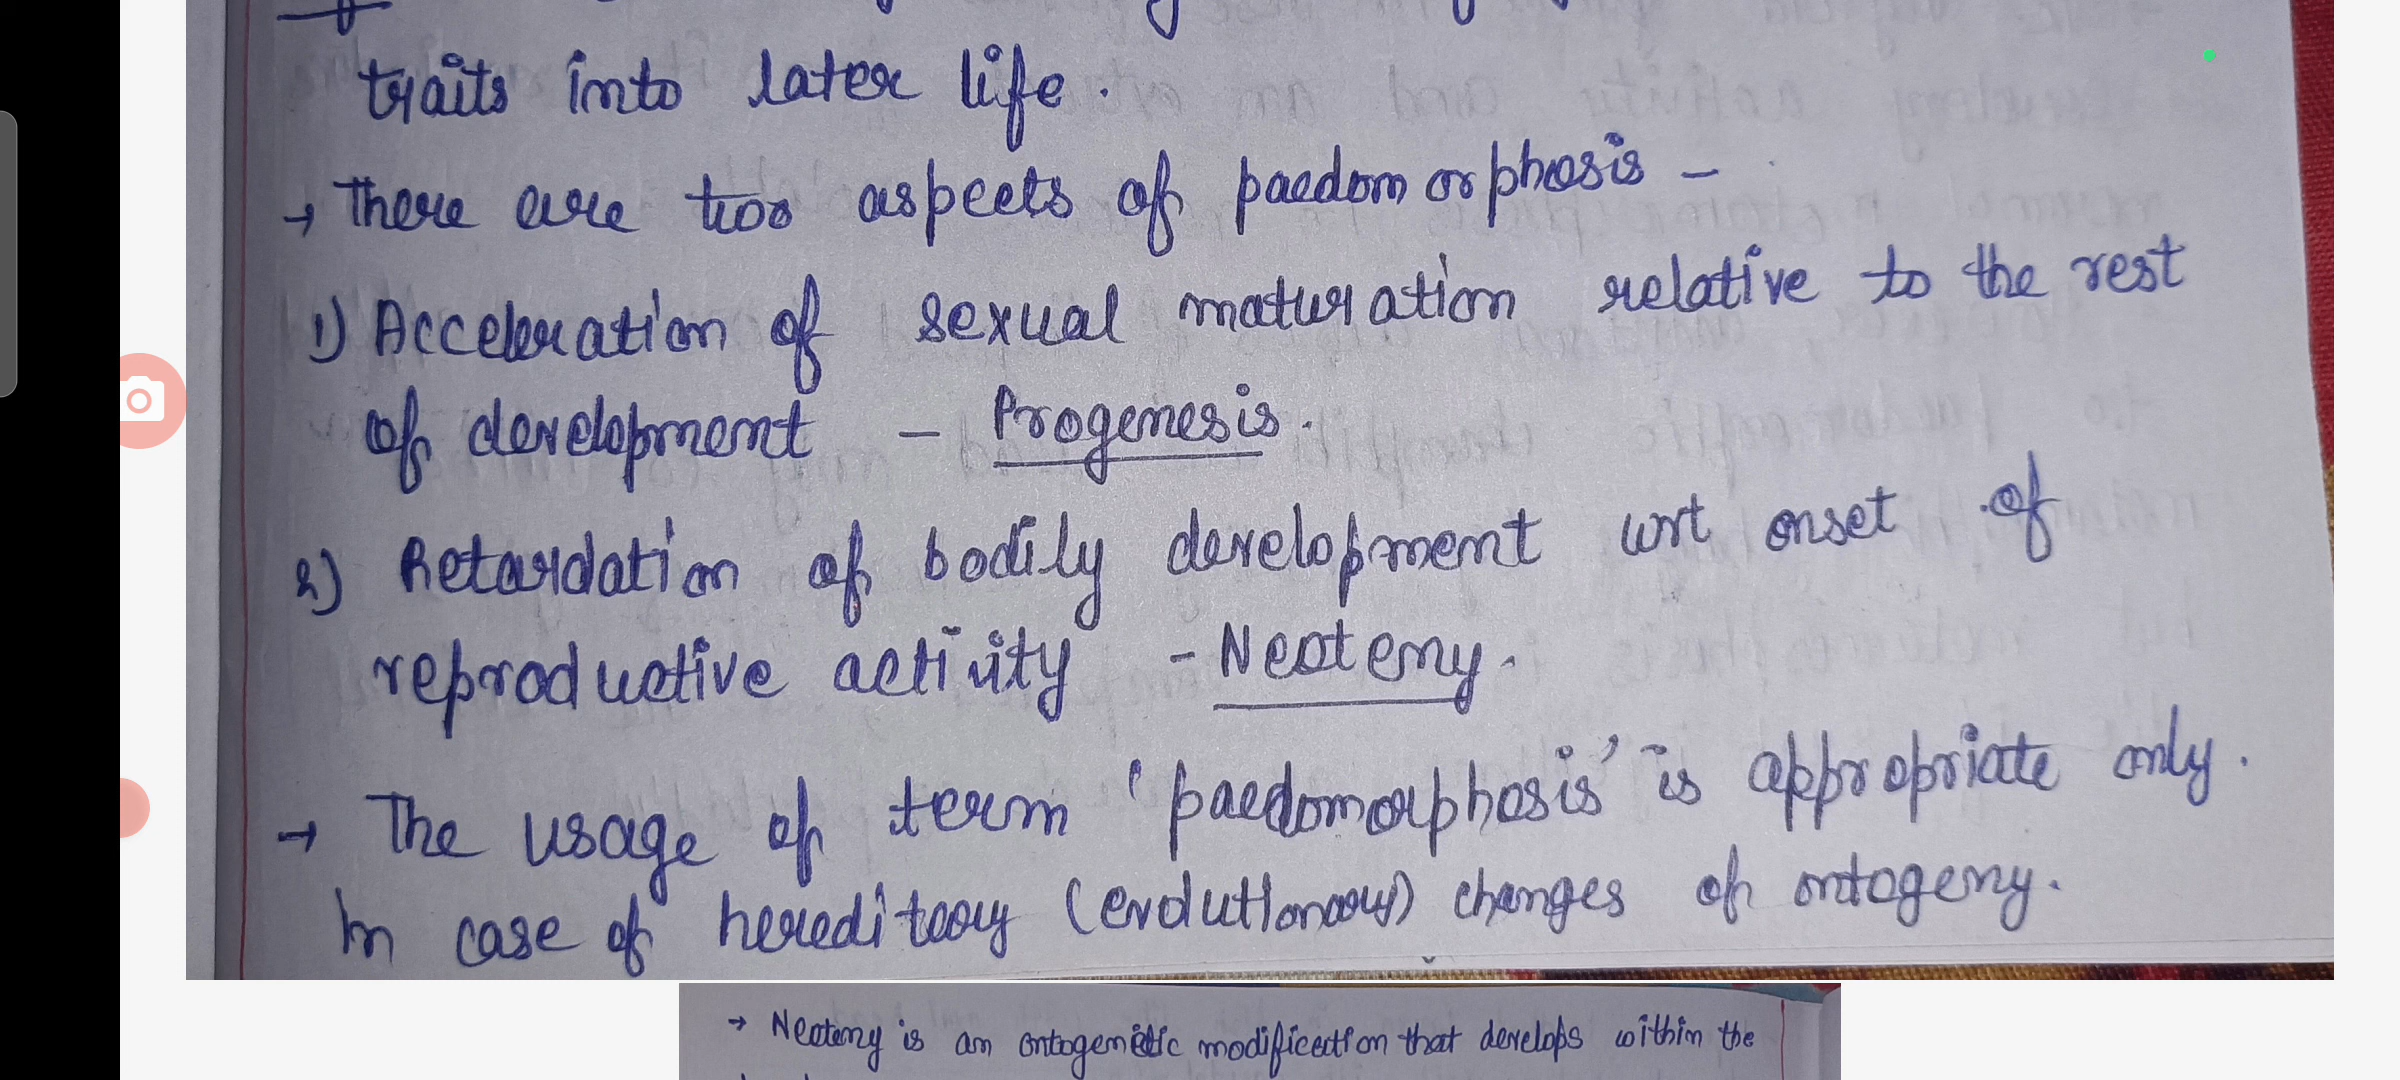 traits into later life.
→ There are two aspects of paedomorphosis -
1) Acceleration of sexual maturation relative to the rest
of development - Progenesis.
2) Retardation of bodily development wrt onset of
reproductive activity - Neoteny.
→ The usage of term 'paedomorphosis' is appropriate only.
In case of hereditary (evolutionary) changes of ontogeny.
→ Neoteny is an ontogenetic modification that develops within the